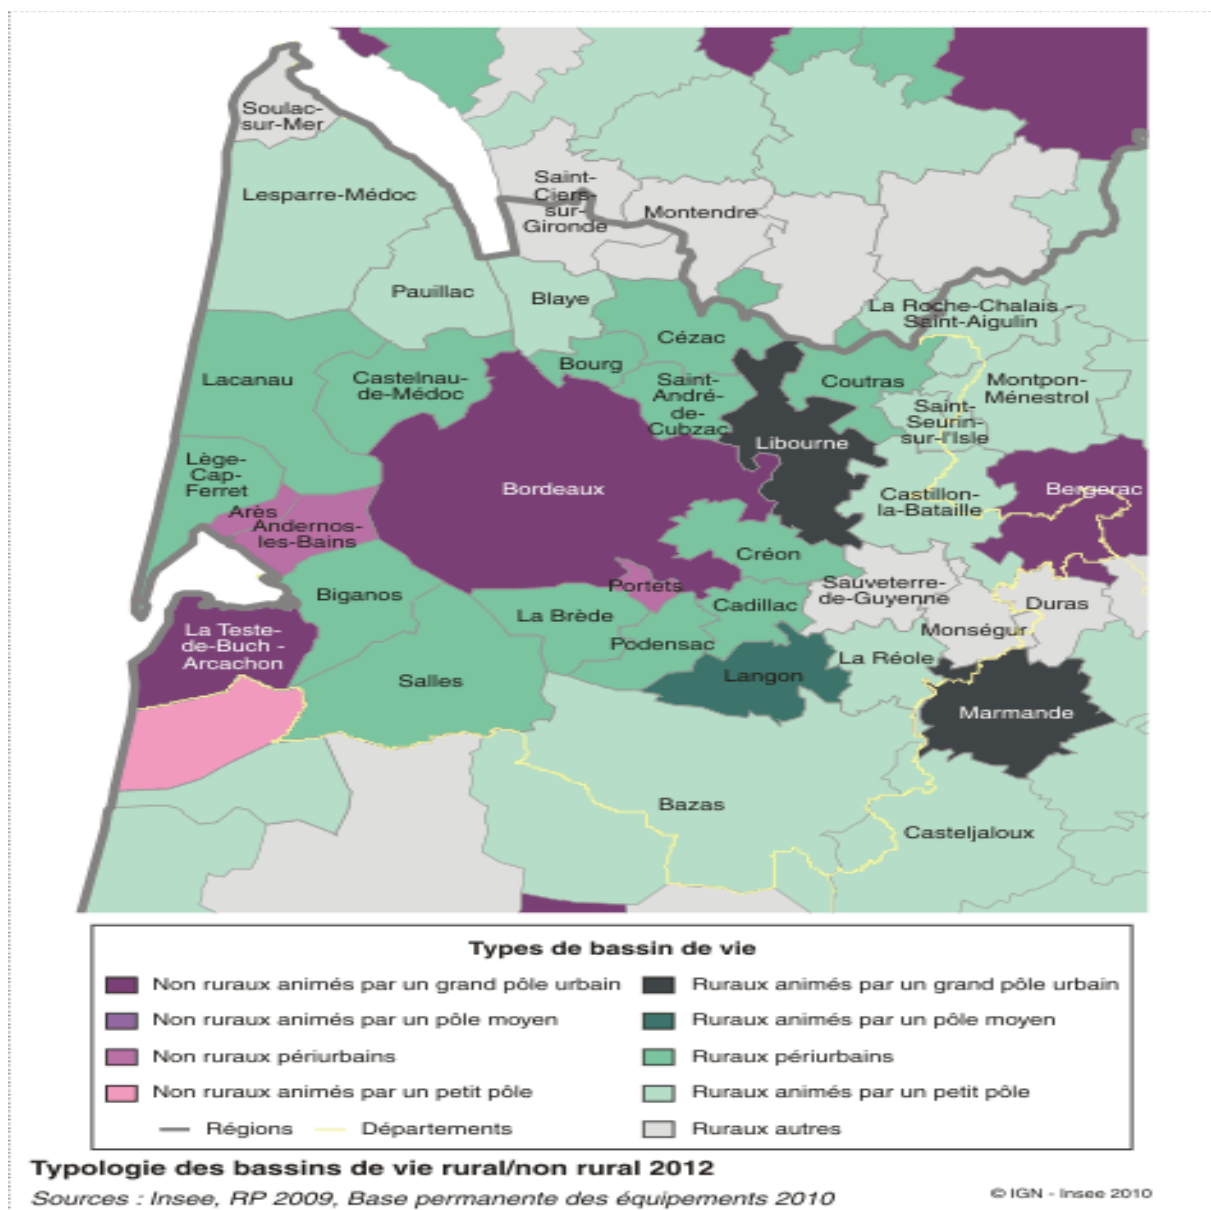 Soulac-
sur-Mer
Lesparre-Médoc
Saint-
Ciers-
sur-
Gironde
Montendre
Pauillac
Blaye
La Roche-Chalais -
Saint-Aigulin
Cézac
Bourg
Lacanau
Castelnau-
de-Médoc
Saint-
André-
de-
Cubzac
Coutras
Montpon-
Ménestrol
Saint-
Seurin-
sur-l'Isle
Libourne
Lège-
Cap-
Ferret
Bordeaux
Castillon-
la-Bataille
Bergerac
Arès
Andernos-
les-Bains
Créon
Biganos
Portets
Sauveterre-
de-Guyenne
La Brède
Cadillac
Duras
La Teste-
de-Buch -
Arcachon
Podensac
Monségur
La Réole
Salles
Langon
Marmande
Bazas
Casteljaloux
Types de bassin de vie
Non ruraux animés par un grand pôle urbain
Non ruraux animés par un pôle moyen
Non ruraux périurbains
Non ruraux animés par un petit pôle
Régions
Départements
Ruraux animés par un grand pôle urbain
Ruraux animés par un pôle moyen
Ruraux périurbains
Ruraux animés par un petit pôle
Ruraux autres
Typologie des bassins de vie rural/non rural 2012
Sources : Insee, RP 2009, Base permanente des équipements 2010
© IGN - Insee 2010